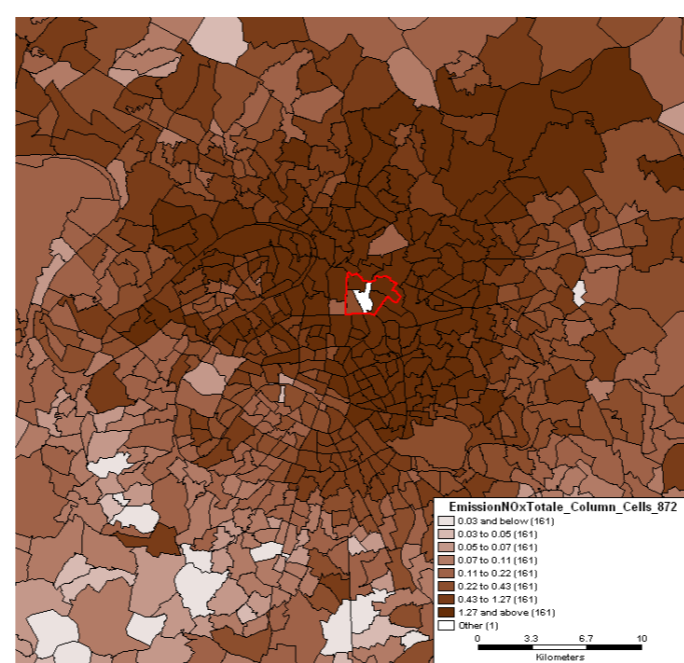 EmissionNOxTotale_Column_Cells_872
0.03 and below (161)
0.03 to 0.05 (161)
0.05 to 0.07 (161)
0.07 to 0.11 (161)
0.11 to 0.22 (161)
0.22 to 0.43 (161)
0.43 to 1.27 (161)
1.27 and above (161)
Other (1)
0 3.3 6.7 10
Kilometers